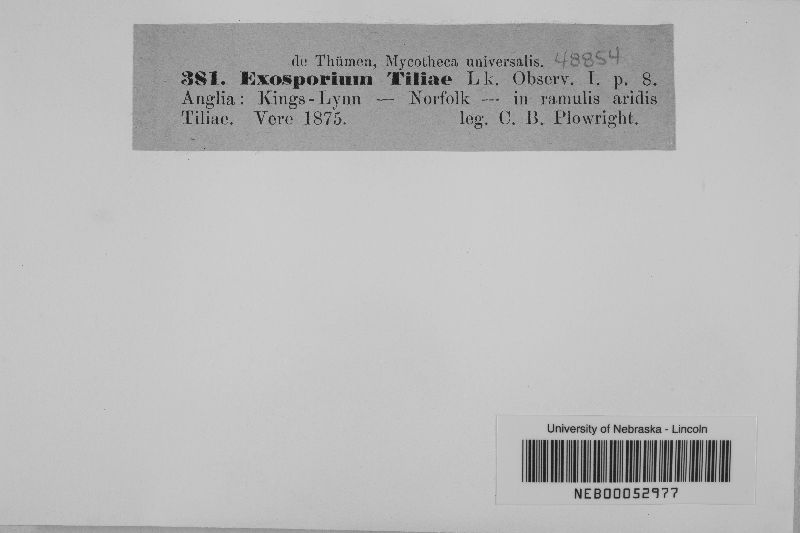 de Thümen, Mycotheca universalis. 48854
381. Exosporium Tiliae Lk. Observ. I. p. 8.
Anglia: Kings-Lynn — Norfolk — in ramulis aridis
Tiliae. Vere 1875. leg. C. B. Plowright.
University of Nebraska - Lincoln
NEB00052977